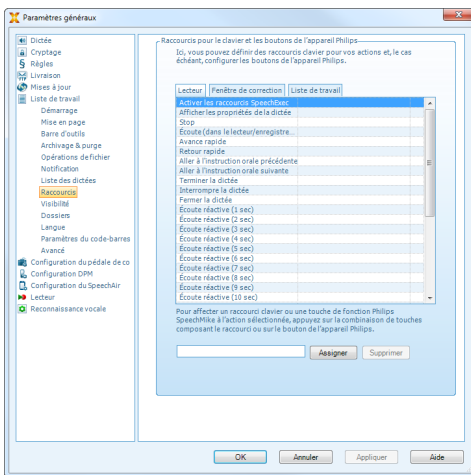 Paramètres généraux
Dictée
Cryptage
Règles
Livraison
Mises à jour
Liste de travail
Démarrage
Mise en page
Barre d'outils
Archivage & purge
Opérations de fichier
Notification
Liste des dictées
Raccourcis
Visibilité
Dossiers
Langue
Paramètres du code-barres
Avancé
Configuration du pédale de co
Configuration DPM
Configuration du SpeechAir
Lecteur
Reconnaissance vocale
Raccourcis pour le clavier et les boutons de l'appareil Philips
Ici, vous pouvez définir des raccourcis clavier pour vos actions et, le cas
échéant, configurer les boutons de l'appareil Philips.
Lecteur Fenêtre de correction Liste de travail
Activer les raccourcis SpeechExec
Afficher les propriétés de la dictée
Stop
Écoute (dans le lecteur/enregistre...
Avance rapide
Retour rapide
Aller à l'instruction orale précédente
Aller à l'instruction orale suivante
Terminer la dictée
Interrompre la dictée
Fermer la dictée
Écoute réactive (1 sec)
Écoute réactive (2 sec)
Écoute réactive (3 sec)
Écoute réactive (4 sec)
Écoute réactive (5 sec)
Écoute réactive (6 sec)
Écoute réactive (7 sec)
Écoute réactive (8 sec)
Écoute réactive (9 sec)
Écoute réactive (10 sec)
Pour affecter un raccourci clavier ou une touche de fonction Philips
SpeechMike à l'action sélectionnée, appuyez sur la combinaison de touches
composant le raccourci ou sur le bouton de l'appareil Philips.
Assigner Supprimer
OK Annuler Appliquer Aide